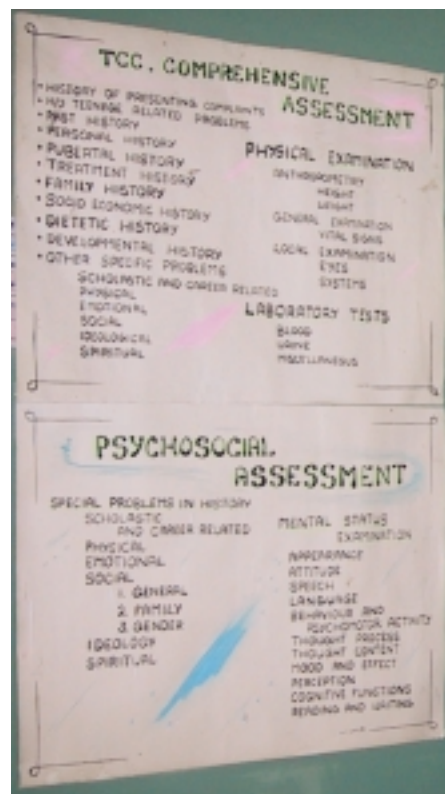 TCC. COMPREHENSIVE
ASSESSMENT
• HISTORY OF PRESENTING COMPLAINTS
• H/O TEENAGE RELATED PROBLEMS
• PAST HISTORY
• PERSONAL HISTORY
• PUBERTAL HISTORY
• TREATMENT HISTORY
• FAMILY HISTORY
• SOCIO ECONOMIC HISTORY
• DIETETIC HISTORY
• DEVELOPMENTAL HISTORY
• OTHER SPECIFIC PROBLEMS
SCHOLASTIC AND CAREER RELATED
PHYSICAL
EMOTIONAL
SOCIAL
IDEOLOGICAL
SPIRITUAL
PHYSICAL EXAMINATION
ANTHROPOMETRY
HEIGHT
WEIGHT
GENERAL EXAMINATION
VITAL SIGNS
LOCAL EXAMINATION
EYES
SYSTEMS
LABORATORY TESTS
BLOOD
URINE
MISCELLANEOUS
PSYCHOSOCIAL
ASSESSMENT
SPECIAL PROBLEMS IN HISTORY
SCHOLASTIC
AND CAREER RELATED
PHYSICAL
EMOTIONAL
SOCIAL
1. GENERAL
2. FAMILY
3. GENDER
IDEOLOGY
SPIRITUAL
MENTAL STATUS
EXAMINATION
APPEARANCE
ATTITUDE
SPEECH
LANGUAGE
BEHAVIOUR AND
PSYCHOMOTOR ACTIVITY
THOUGHT PROCESS
THOUGHT CONTENT
MOOD AND EFFECT
PERCEPTION
COGNITIVE FUNCTIONS
READING AND WRITING